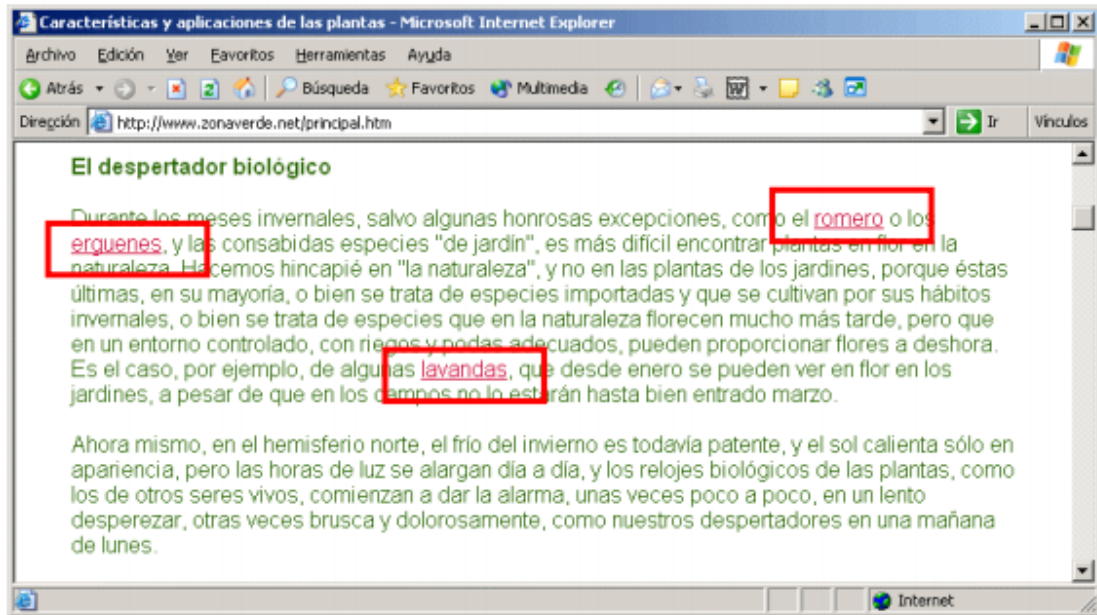 Características y aplicaciones de las plantas - Microsoft Internet Explorer
Archivo Edición Ver Favoritos Herramientas Ayuda
Atrás Búsqueda Favoritos Multimedia
Dirección http://www.zonaverde.net/principal.htm Ir Vínculos
El despertador biológico
Durante los meses invernales, salvo algunas honrosas excepciones, como el romero o los
erguenes, y las consabidas especies "de jardín", es más difícil encontrar plantas en flor en la
naturaleza. Hacemos hincapié en "la naturaleza", y no en las plantas de los jardines, porque éstas
últimas, en su mayoría, o bien se trata de especies importadas y que se cultivan por sus hábitos
invernales, o bien se trata de especies que en la naturaleza florecen mucho más tarde, pero que
en un entorno controlado, con riegos y podas adecuados, pueden proporcionar flores a deshora.
Es el caso, por ejemplo, de algunas lavandas, que desde enero se pueden ver en flor en los
jardines, a pesar de que en los campos no lo estarán hasta bien entrado marzo.
Ahora mismo, en el hemisferio norte, el frío del invierno es todavía patente, y el sol calienta sólo en
apariencia, pero las horas de luz se alargan día a día, y los relojes biológicos de las plantas, como
los de otros seres vivos, comienzan a dar la alarma, unas veces poco a poco, en un lento
desperezar, otras veces brusca y dolorosamente, como nuestros despertadores en una mañana
de lunes.
Internet